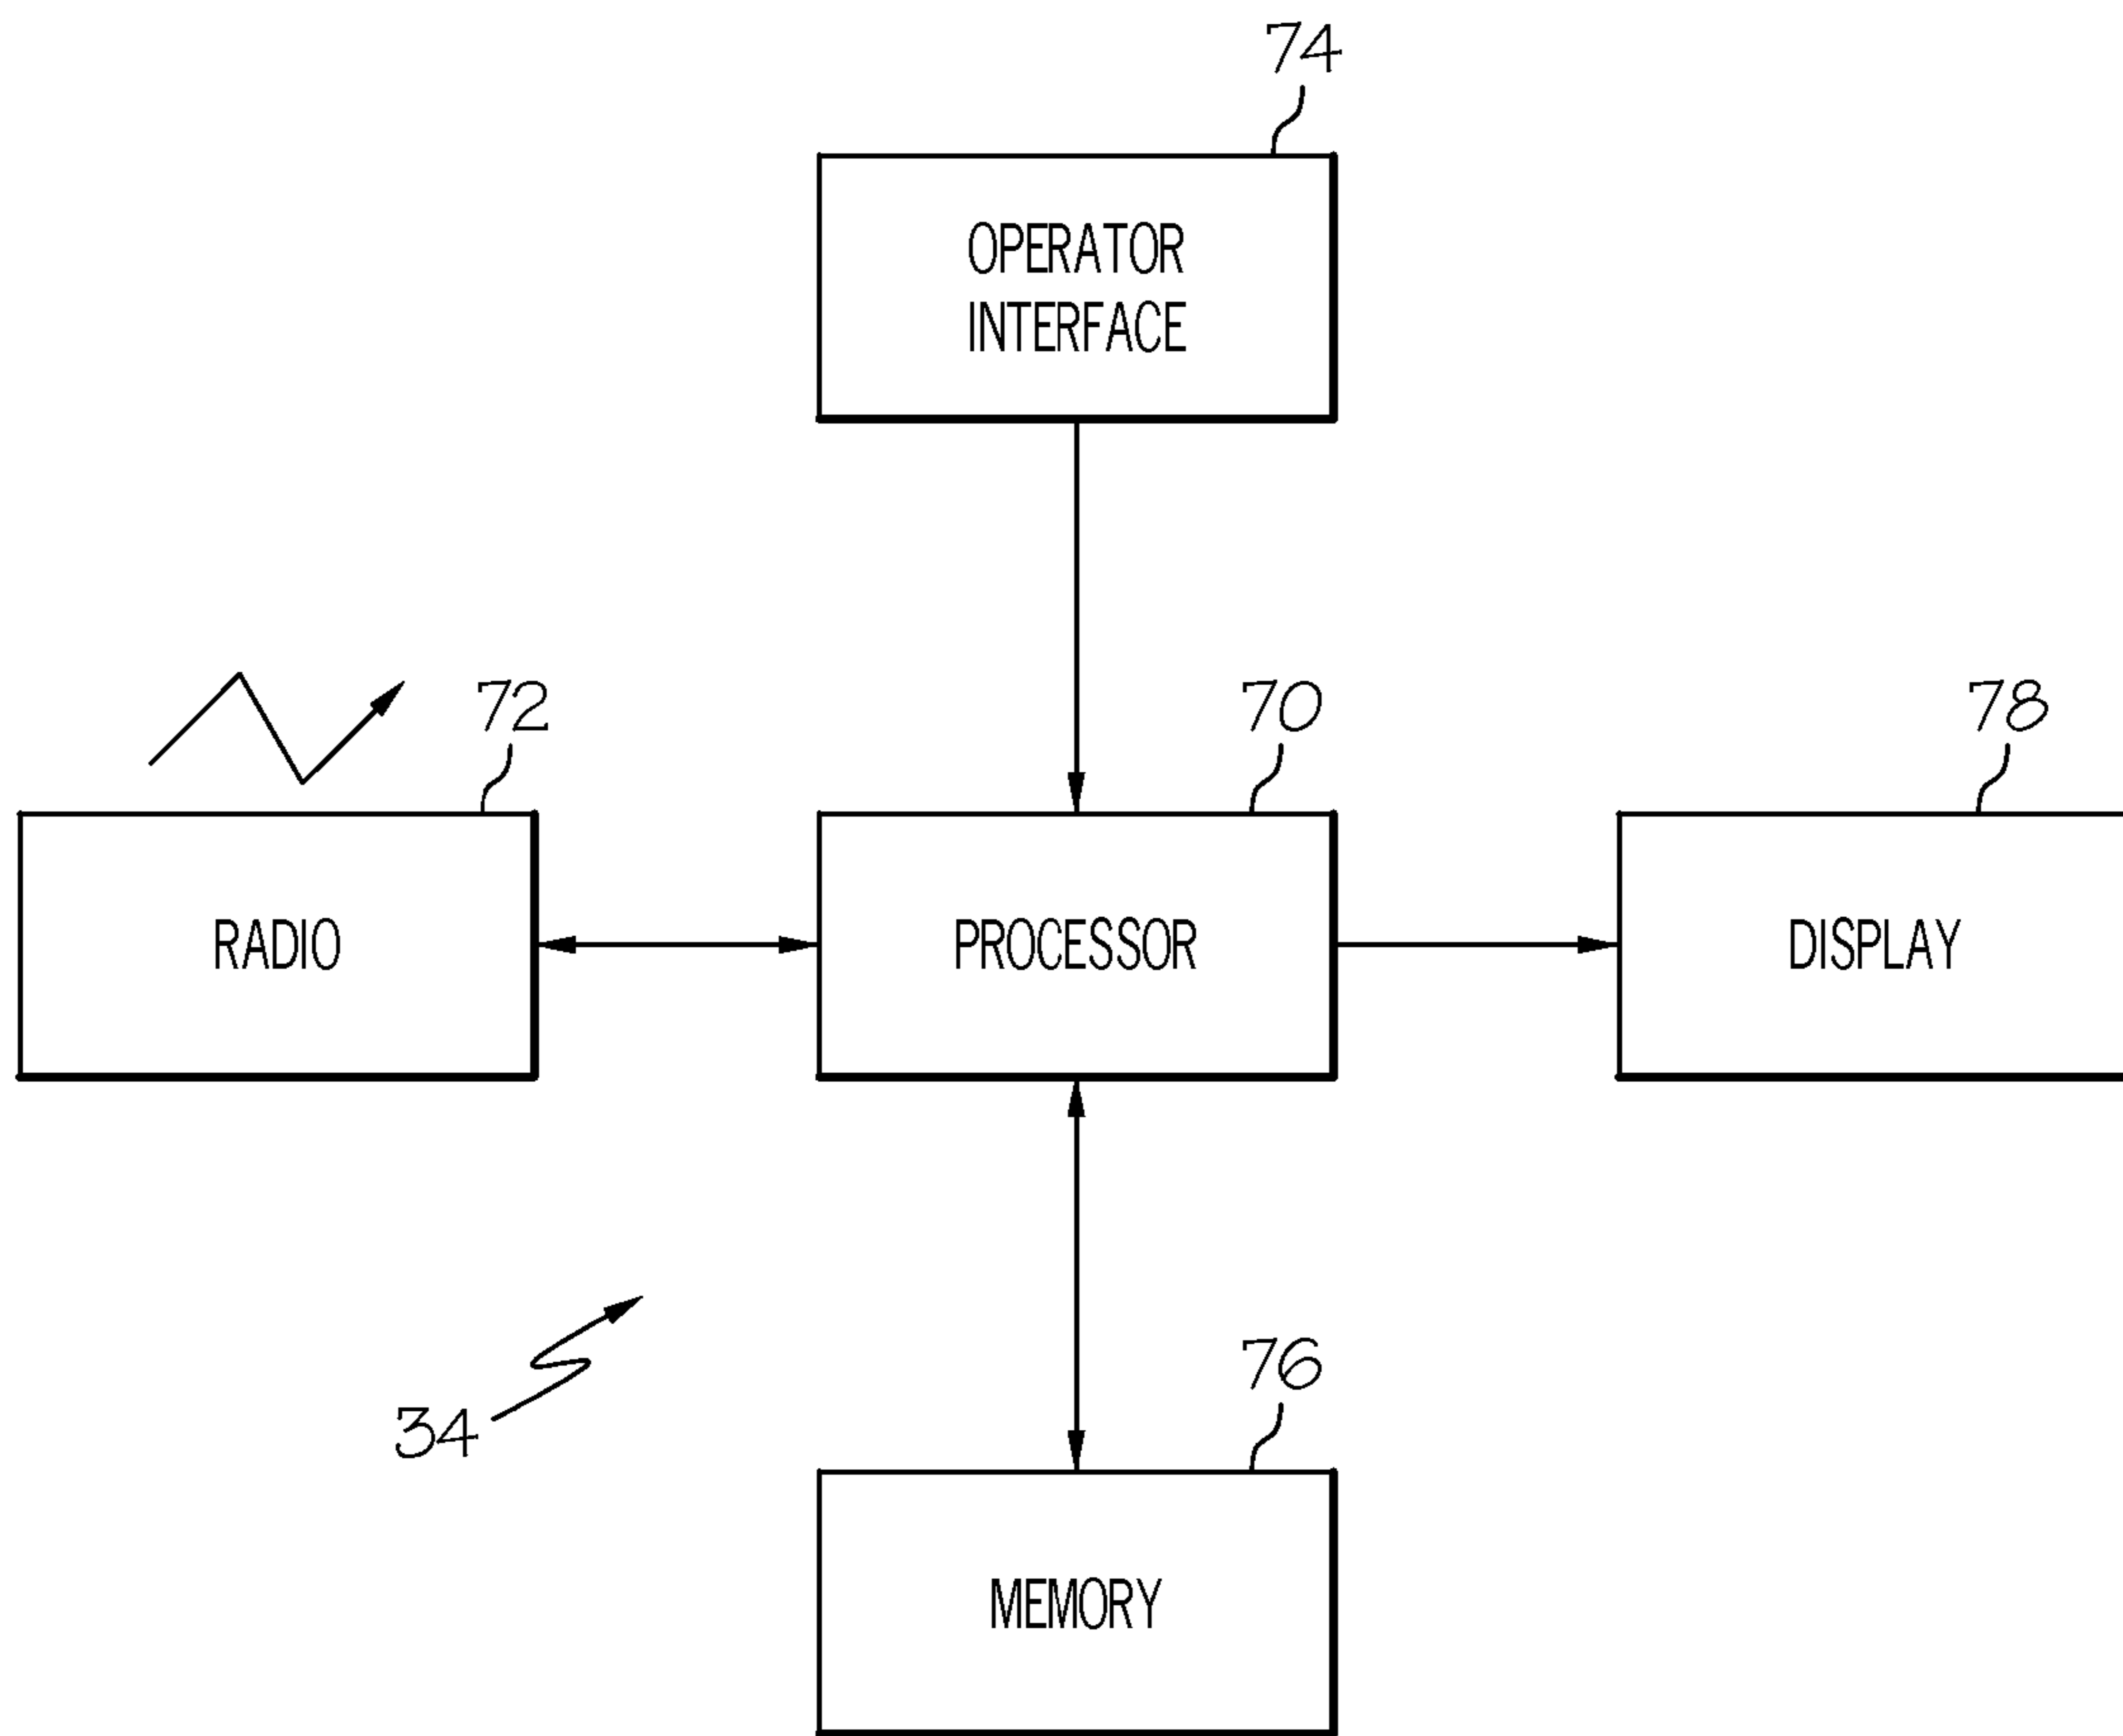 74
OPERATOR
INTERFACE
72
70
78
RADIO
PROCESSOR
DISPLAY
34
76
MEMORY